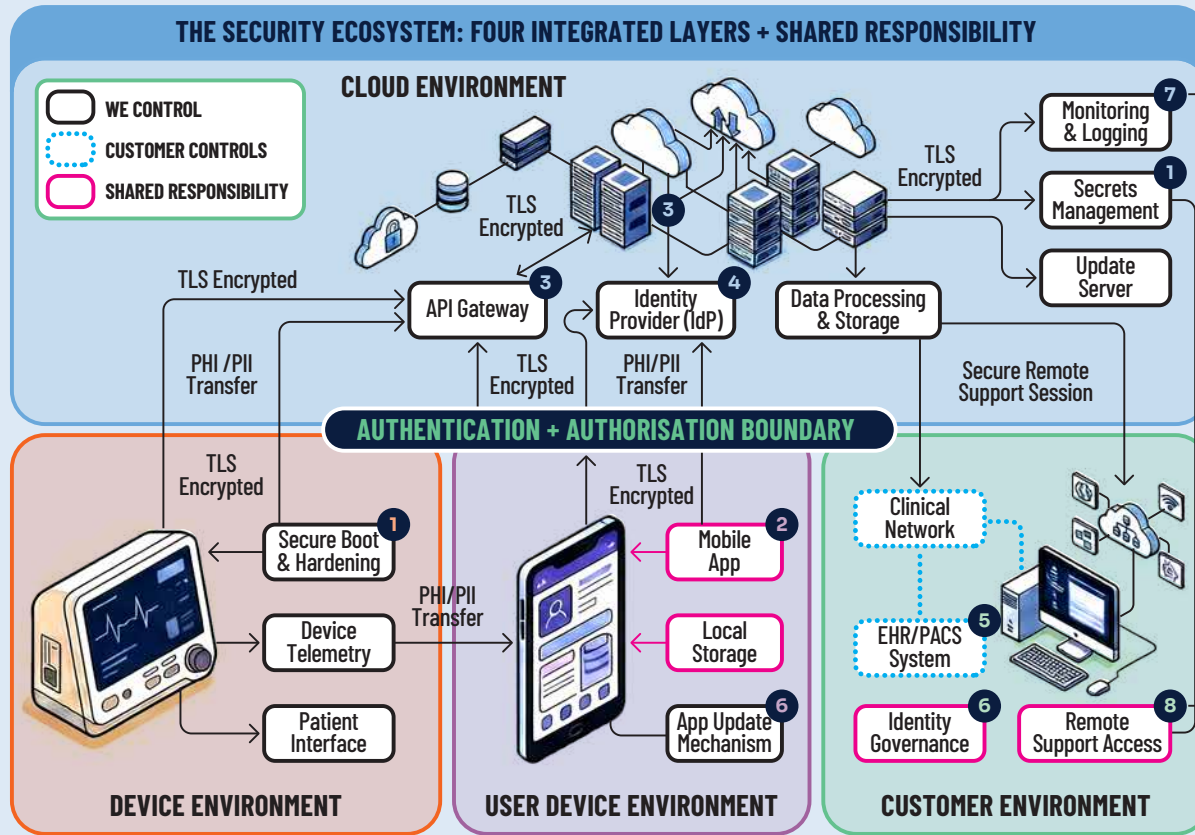 THE SECURITY ECOSYSTEM: FOUR INTEGRATED LAYERS + SHARED RESPONSIBILITY
WE CONTROL
CUSTOMER CONTROLS
SHARED RESPONSIBILITY
CLOUD ENVIRONMENT
7
Monitoring
& Logging
TLS
Encrypted
1
Secrets
Management
Update
Server
TLS
Encrypted
3
TLS Encrypted
3
API Gateway
4
Identity
Provider (IdP)
Data Processing
& Storage
PHI /PII
Transfer
TLS
Encrypted
PHI/PII
Transfer
Secure Remote
Support Session
AUTHENTICATION + AUTHORISATION BOUNDARY
TLS
Encrypted
1
Secure Boot
& Hardening
PHI/PII
Transfer
Device
Telemetry
Patient
Interface
DEVICE ENVIRONMENT
TLS
Encrypted
2
Mobile
App
Local
Storage
6
App Update
Mechanism
USER DEVICE ENVIRONMENT
Clinical
Network
5
EHR/PACS
System
6
Identity
Governance
8
Remote
Support Access
CUSTOMER ENVIRONMENT